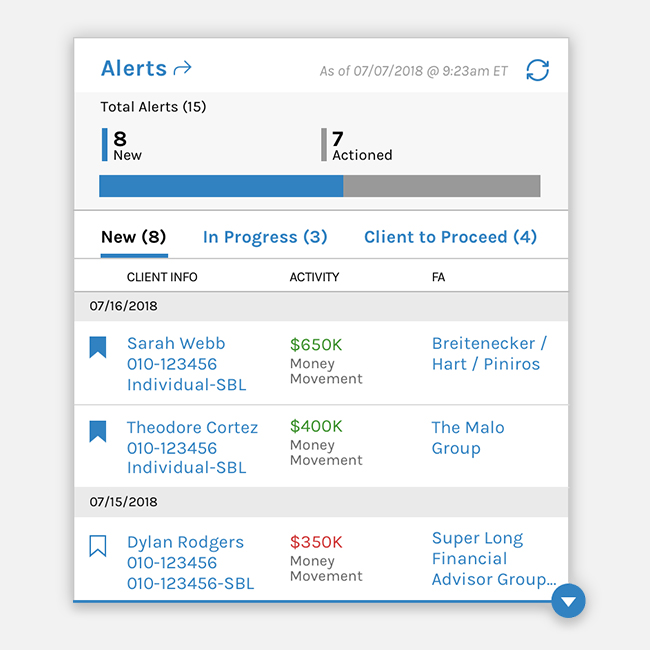 Alerts
As of 07/07/2018 @ 9:23am ET
Total Alerts (15)
8 7
New Actioned
New (8) In Progress (3) Client to Proceed (4)
CLIENT INFO ACTIVITY FA
07/16/2018
Sarah Webb $650K Breitenecker /
010-123456 Money Hart / Piniros
Individual-SBL Movement
Theodore Cortez $400K The Malo
010-123456 Money Group
Individual-SBL Movement
07/15/2018
Dylan Rodgers $350K Super Long
010-123456 Money Financial
010-123456-SBL Movement Advisor Group...